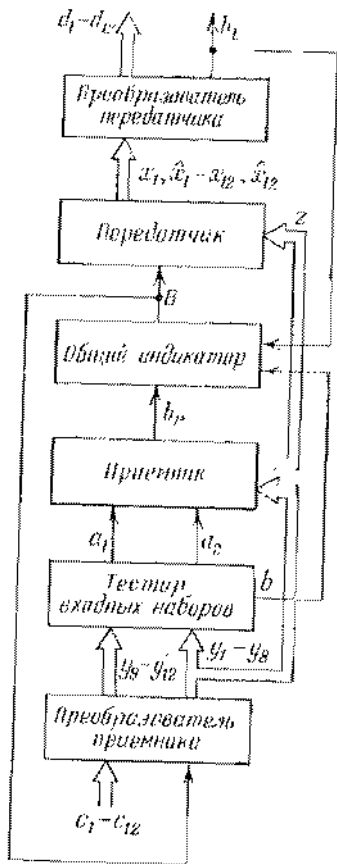 d₁–d₁₂ h₁
Преобразователь
передатчика
x₁, x̂₁ – x₁₂, x̂₁₂
z
Передатчик
B
Общий индикатор
hₚ
Приемник
a₁ a₂
Тестир
входных наборов
b
y₉–y₁₂ y₁–y₈
Преобразователь
приемника
c₁–c₁₂